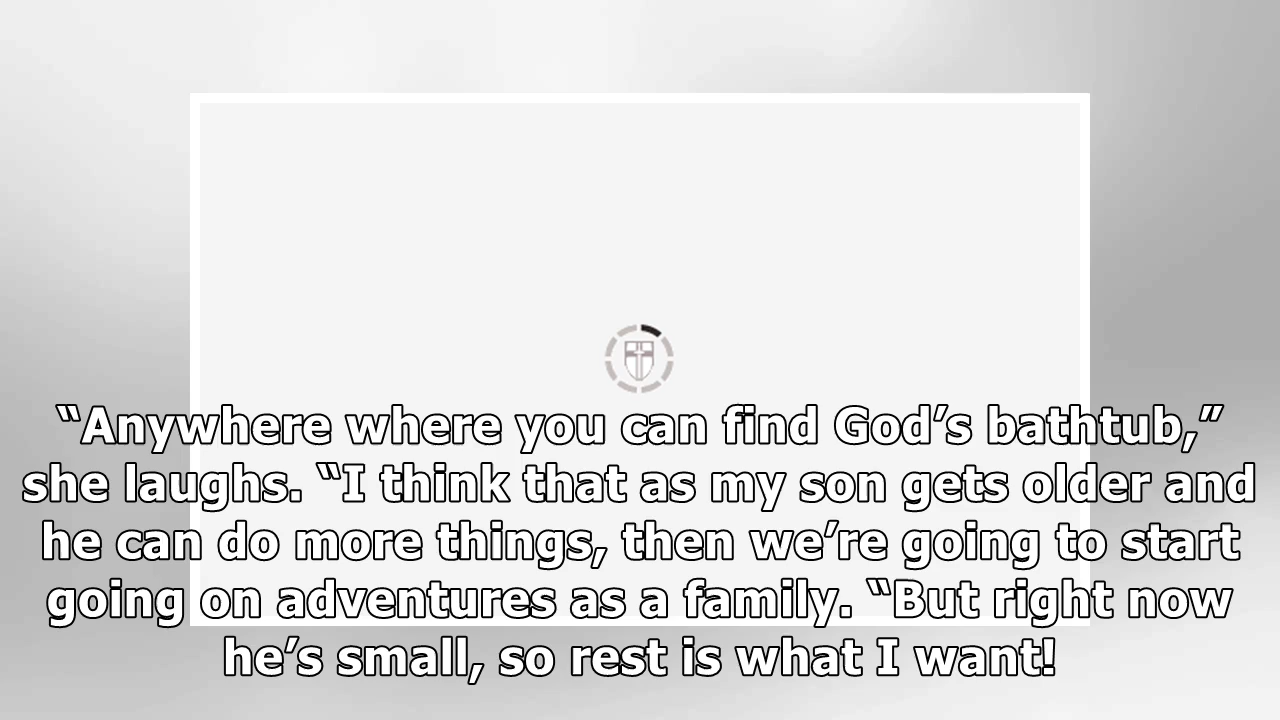 “Anywhere where you can find God’s bathtub,”
she laughs. “I think that as my son gets older and
he can do more things, then we’re going to start
going on adventures as a family. “But right now
he’s small, so rest is what I want!